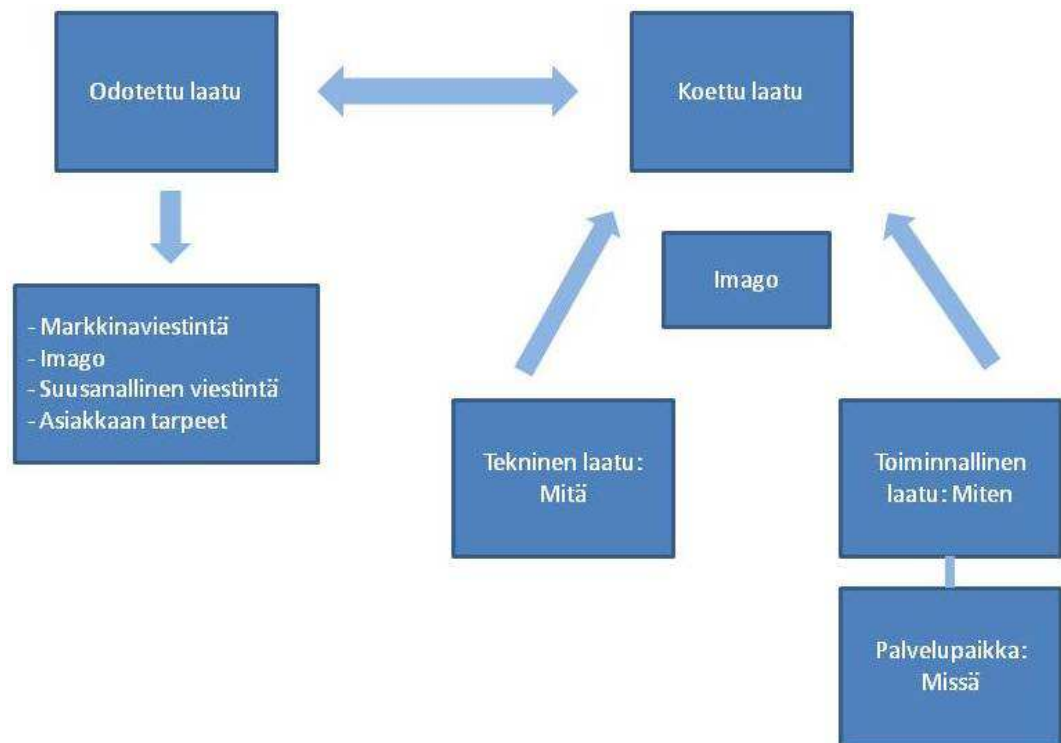 Odotettu laatu
Koettu laatu
Imago
- Markkinaviestintä
- Imago
- Suusanallinen viestintä
- Asiakkaan tarpeet
Tekninen laatu:
Mitä
Toiminnallinen
laatu: Miten
Palvelupaikka:
Missä